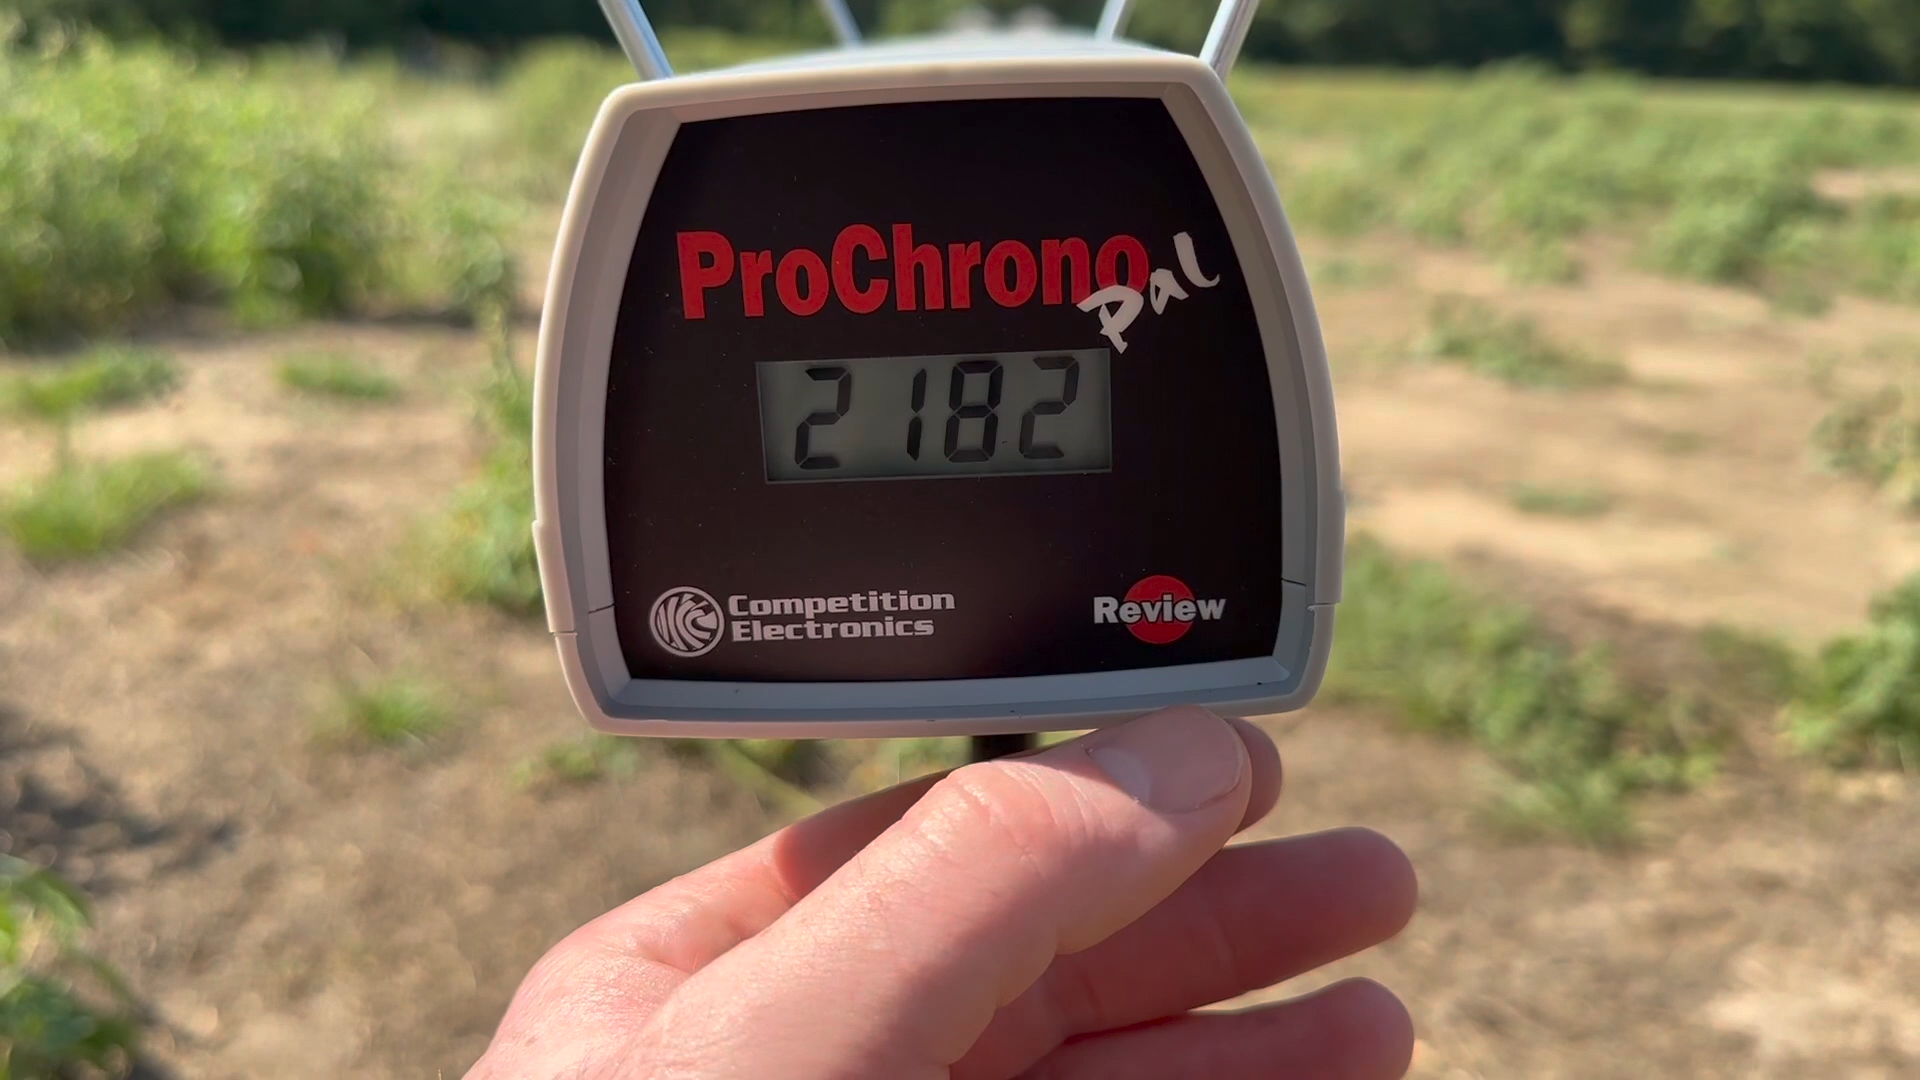 ProChrono
Pal
2182
Competition
Electronics
Review